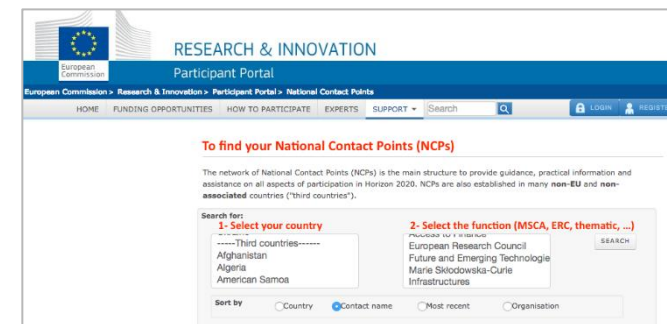 European
Commission
RESEARCH & INNOVATION
Participant Portal
European Commission > Research & Innovation > Participant Portal > National Contact Points
HOME FUNDING OPPORTUNITIES HOW TO PARTICIPATE EXPERTS SUPPORT Search LOGIN REGISTE
To find your National Contact Points (NCPs)
The network of National Contact Points (NCPs) is the main structure to provide guidance, practical information and
assistance on all aspects of participation in Horizon 2020. NCPs are also established in many non-EU and non-
associated countries ("third countries").
Search for:
1- Select your country 2- Select the function (MSCA, ERC, thematic, ...)
-----Third countries------
Afghanistan
Algeria
American Samoa
Access to Finance
European Research Council
Future and Emerging Technologie
Marie Skłodowska-Curie
Infrastructures
SEARCH
Sort by Country Contact name Most recent Organisation